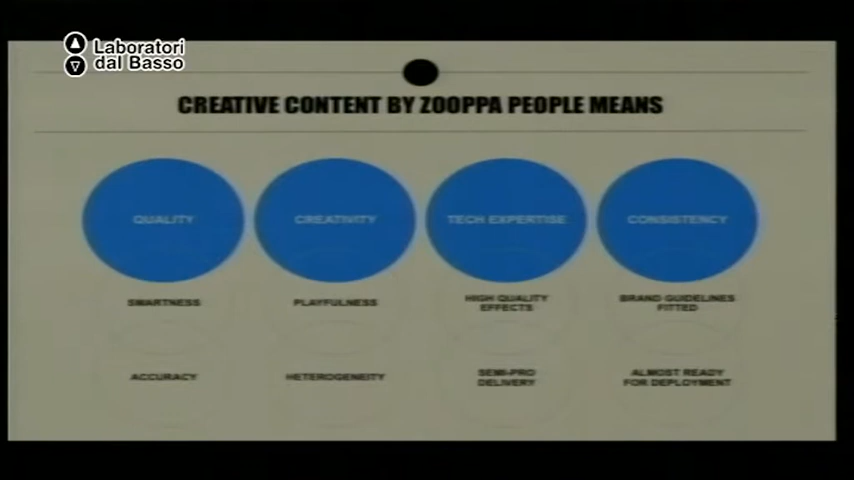 Laboratori
dal Basso
CREATIVE CONTENT BY ZOOPPA PEOPLE MEANS
QUALITY
CREATIVITY
TECH EXPERTISE
CONSISTENCY
SMARTNESS
PLAYFULNESS
HIGH QUALITY
EFFECTS
BRAND GUIDELINES
FITTED
ACCURACY
HETEROGENEITY
SEMI-PRO
DELIVERY
ALMOST READY
FOR DEPLOYMENT